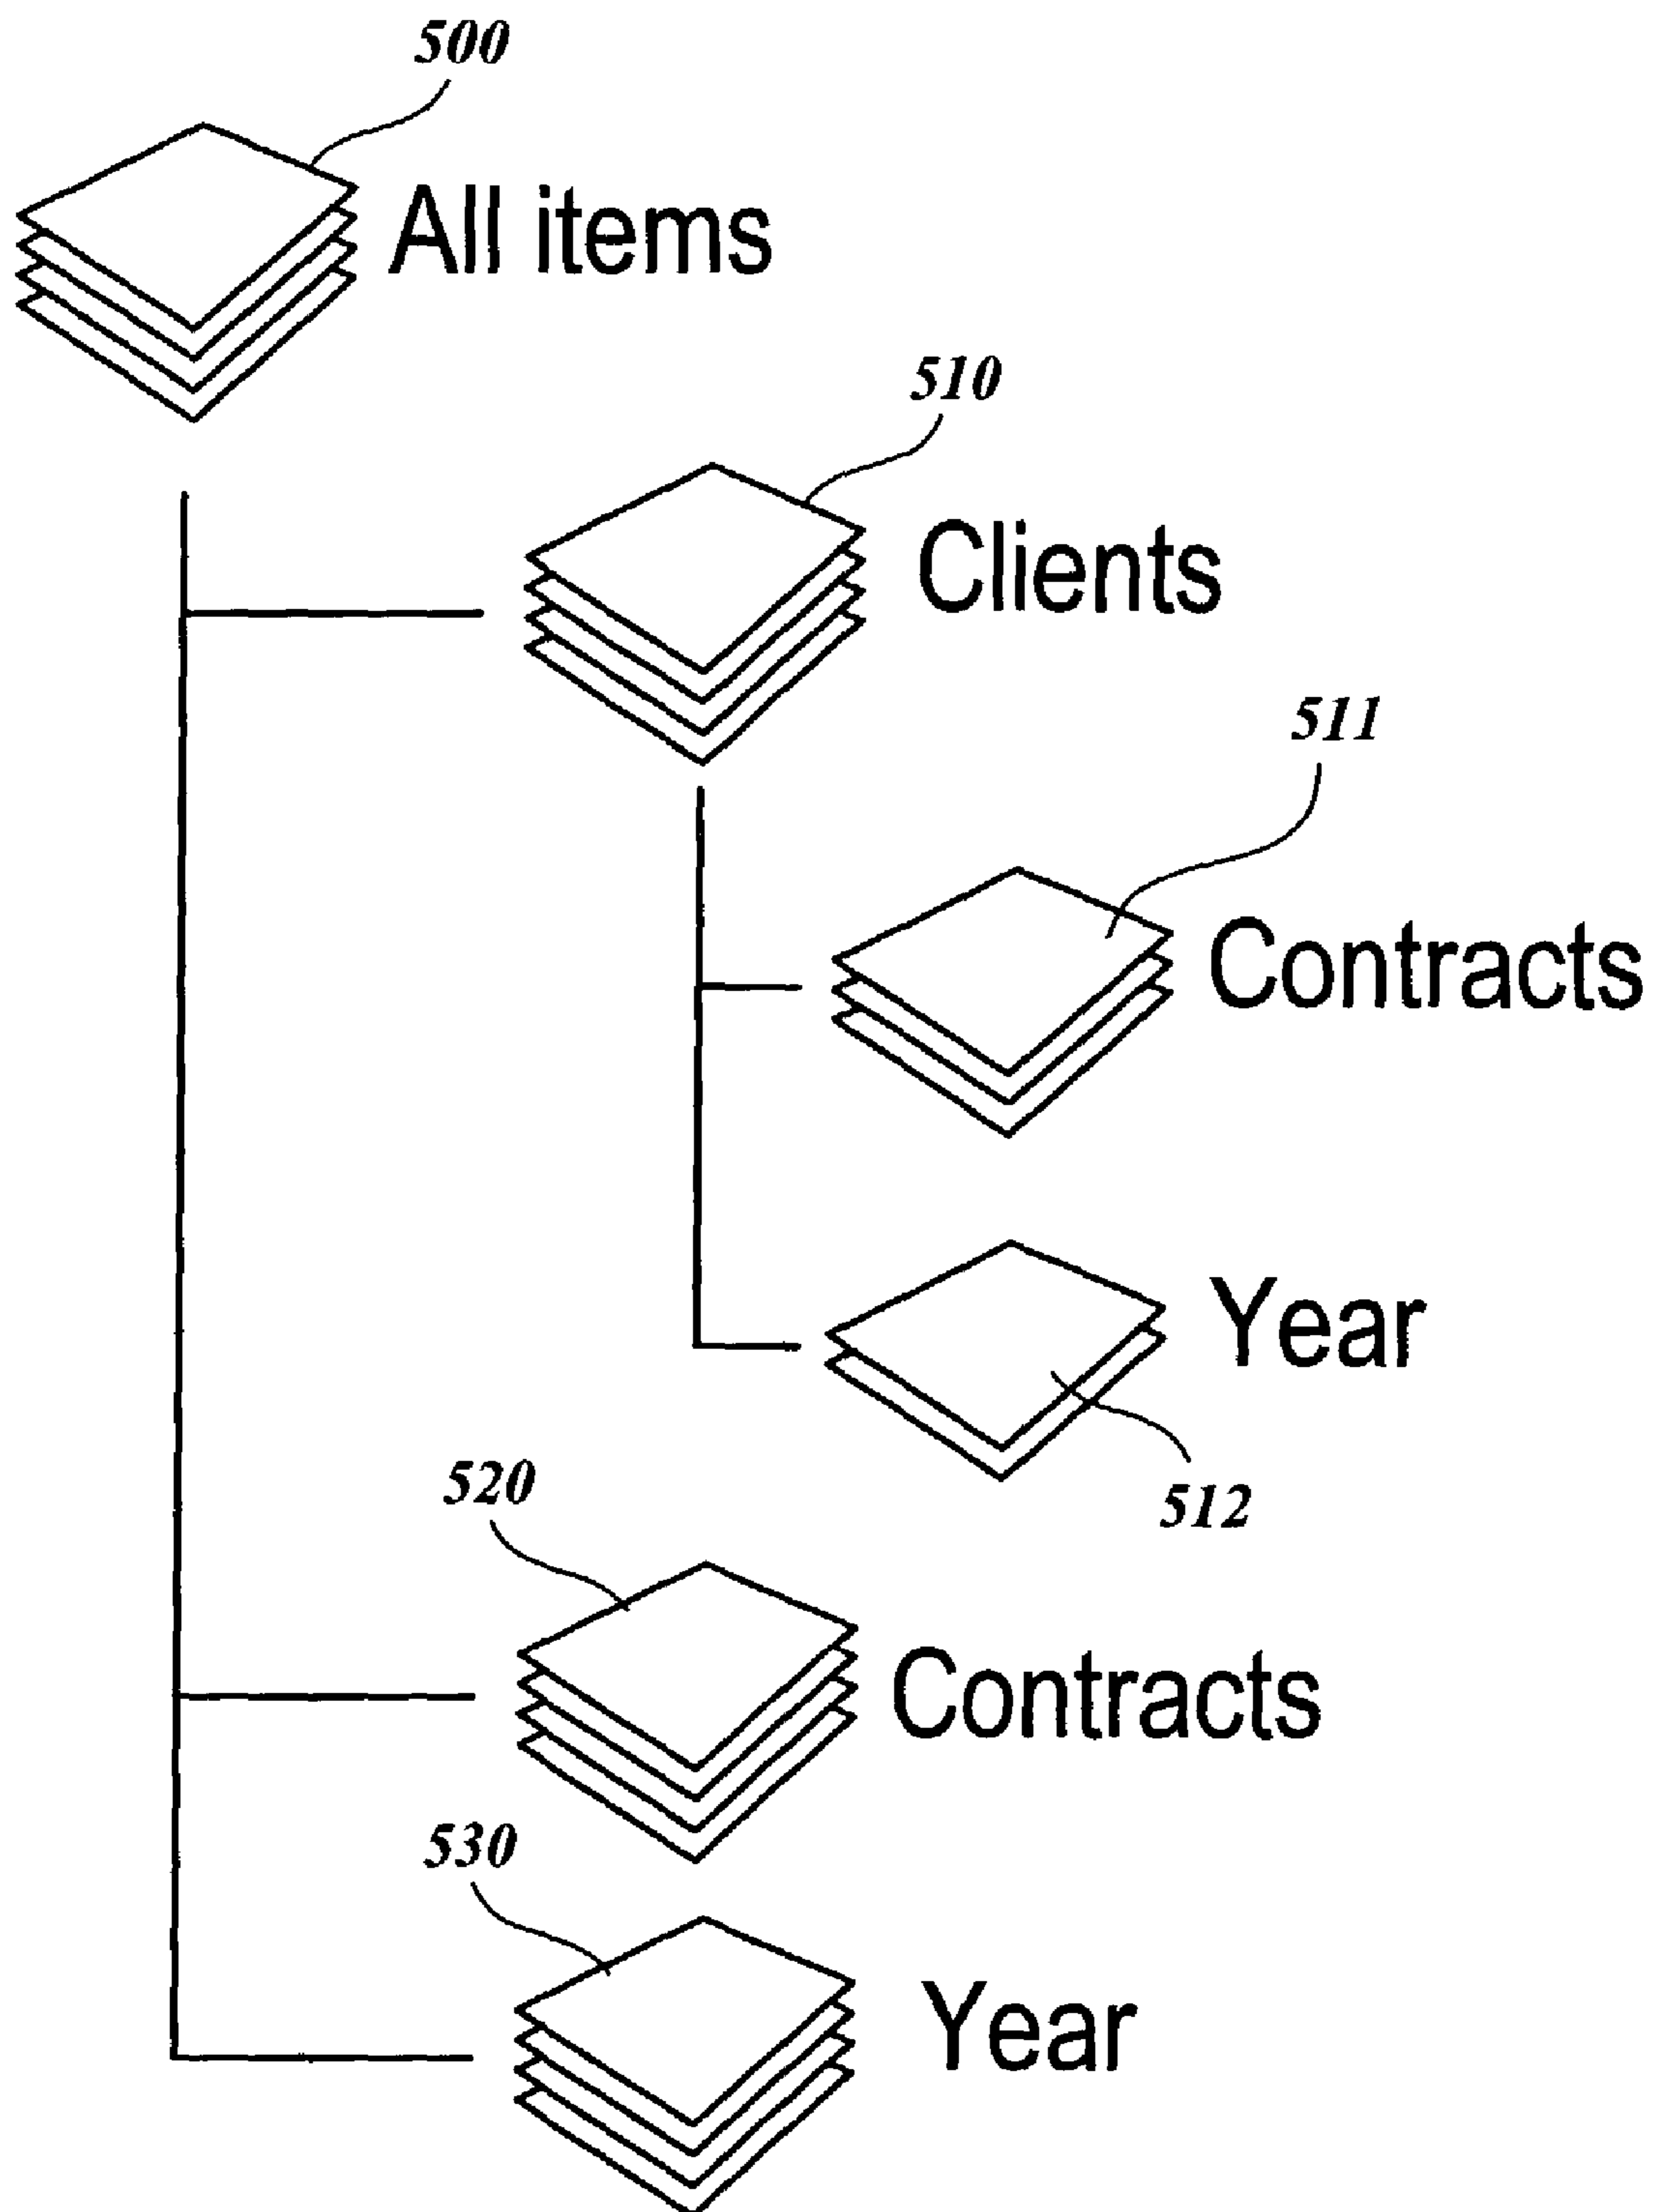 500
All items
510
Clients
511
Contracts
Year
512
520
Contracts
530
Year